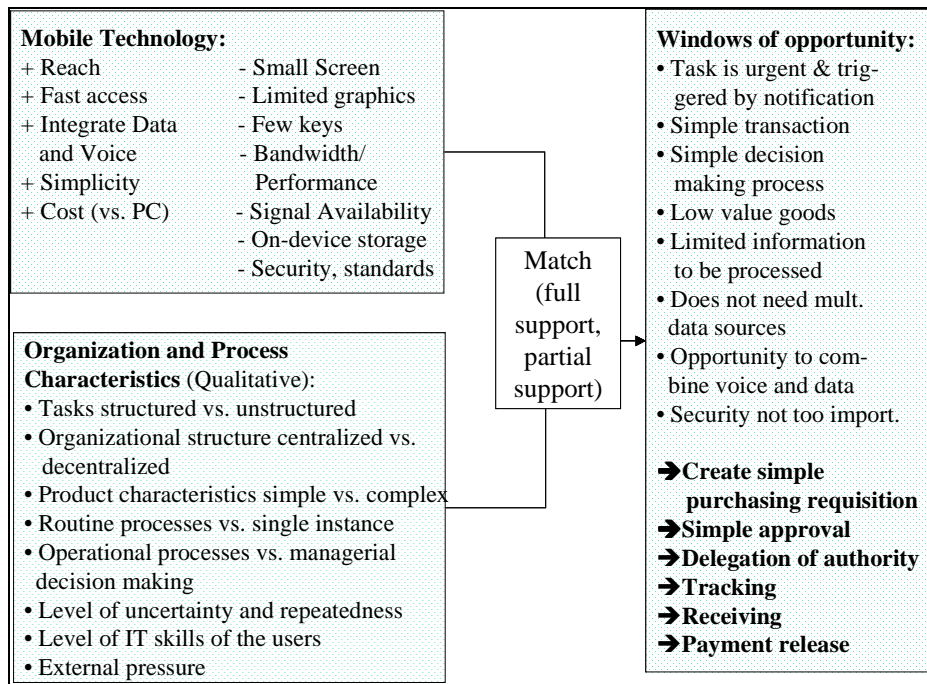 Mobile Technology:
+ Reach - Small Screen
+ Fast access - Limited graphics
+ Integrate Data - Few keys
and Voice - Bandwidth/
+ Simplicity Performance
+ Cost (vs. PC) - Signal Availability
- On-device storage
- Security, standards
Organization and Process
Characteristics (Qualitative):
• Tasks structured vs. unstructured
• Organizational structure centralized vs.
decentralized
• Product characteristics simple vs. complex
• Routine processes vs. single instance
• Operational processes vs. managerial
decision making
• Level of uncertainty and repeatedness
• Level of IT skills of the users
• External pressure
Match
(full
support,
partial
support)
Windows of opportunity:
• Task is urgent & trig-
gered by notification
• Simple transaction
• Simple decision
making process
• Low value goods
• Limited information
to be processed
• Does not need mult.
data sources
• Opportunity to com-
bine voice and data
• Security not too import.
➔Create simple
purchasing requisition
➔Simple approval
➔Delegation of authority
➔Tracking
➔Receiving
➔Payment release